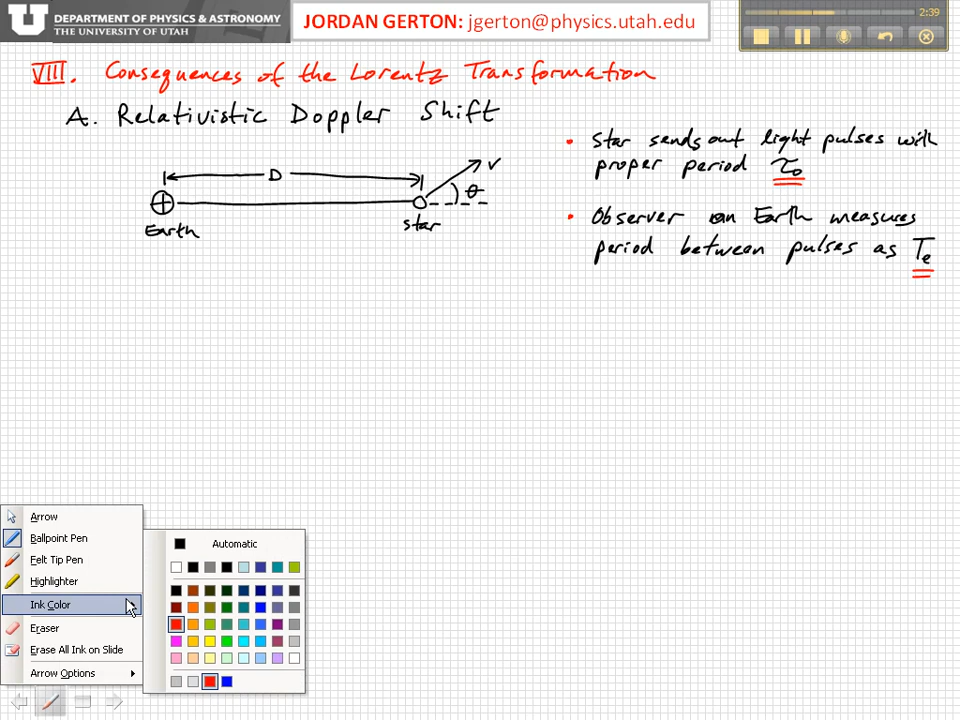 U DEPARTMENT OF PHYSICS & ASTRONOMY
THE UNIVERSITY OF UTAH
JORDAN GERTON: jgerton@physics.utah.edu
2:39
VIII. Consequences of the Lorentz Transformation
A. Relativistic Doppler Shift
D
v
θ
Earth
star
• Star sends out light pulses with
proper period τ₀
• Observer on Earth measures
period between pulses as Tₑ
Arrow
Ballpoint Pen
Felt Tip Pen
Highlighter
Ink Color
Eraser
Erase All Ink on Slide
Arrow Options
Automatic